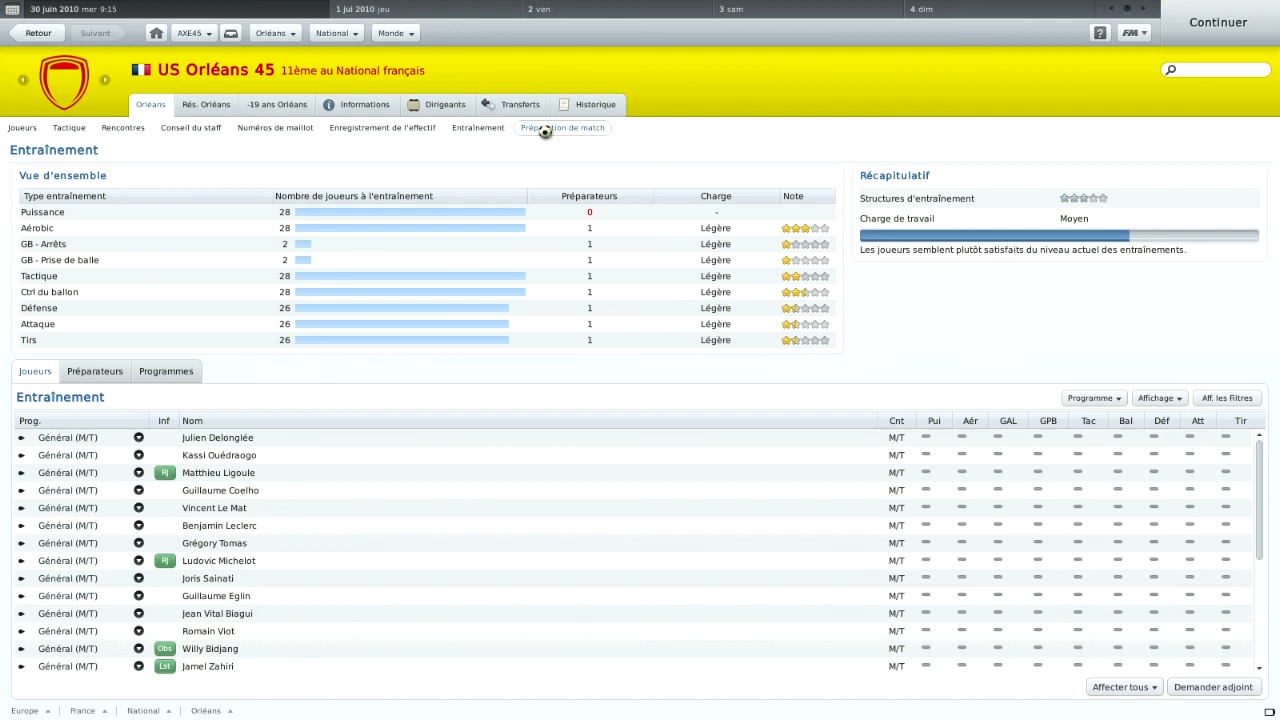 30 juin 2010 mer 9:15 1 jui 2010 jeu 2 ven 3 sam 4 dim
Retour Suivant AXE45 Orléans National Monde ? FM Continuer
US Orléans 45 11ème au National français
Orléans Rés. Orléans -19 ans Orléans Informations Dirigeants Transferts Historique
Joueurs Tactique Rencontres Conseil du staff Numéros de maillot Enregistrement de l'effectif Entraînement Préparation de match
Entraînement
Vue d'ensemble
Type entraînement Nombre de joueurs à l'entraînement Préparateurs Charge Note
Puissance 28 0 -
Aérobic 28 1 Légère
GB - Arrêts 2 1 Légère
GB - Prise de balle 2 1 Légère
Tactique 28 1 Légère
Ctrl du ballon 28 1 Légère
Défense 26 1 Légère
Attaque 26 1 Légère
Tirs 26 1 Légère
Récapitulatif
Structures d'entraînement
Charge de travail Moyen
Les joueurs semblent plutôt satisfaits du niveau actuel des entraînements.
Joueurs Préparateurs Programmes
Entraînement Programme Affichage Aff. les Filtres
Prog. Inf Nom Cnt Pui Aér GAL GPB Tac Bal Déf Att Tir
Général (M/T) Julien Delonglée M/T
Général (M/T) Kassi Ouédraogo M/T
Général (M/T) RJ Matthieu Ligoule M/T
Général (M/T) Guillaume Coelho M/T
Général (M/T) Vincent Le Mat M/T
Général (M/T) Benjamin Leclerc M/T
Général (M/T) Grégory Tomas M/T
Général (M/T) RJ Ludovic Michelot M/T
Général (M/T) Joris Sainati M/T
Général (M/T) Guillaume Eglin M/T
Général (M/T) Jean Vital Biagui M/T
Général (M/T) Romain Viot M/T
Général (M/T) Obs Willy Bidjang M/T
Général (M/T) Lst Jamel Zahiri M/T
Affecter tous Demander adjoint
Europe France National Orléans